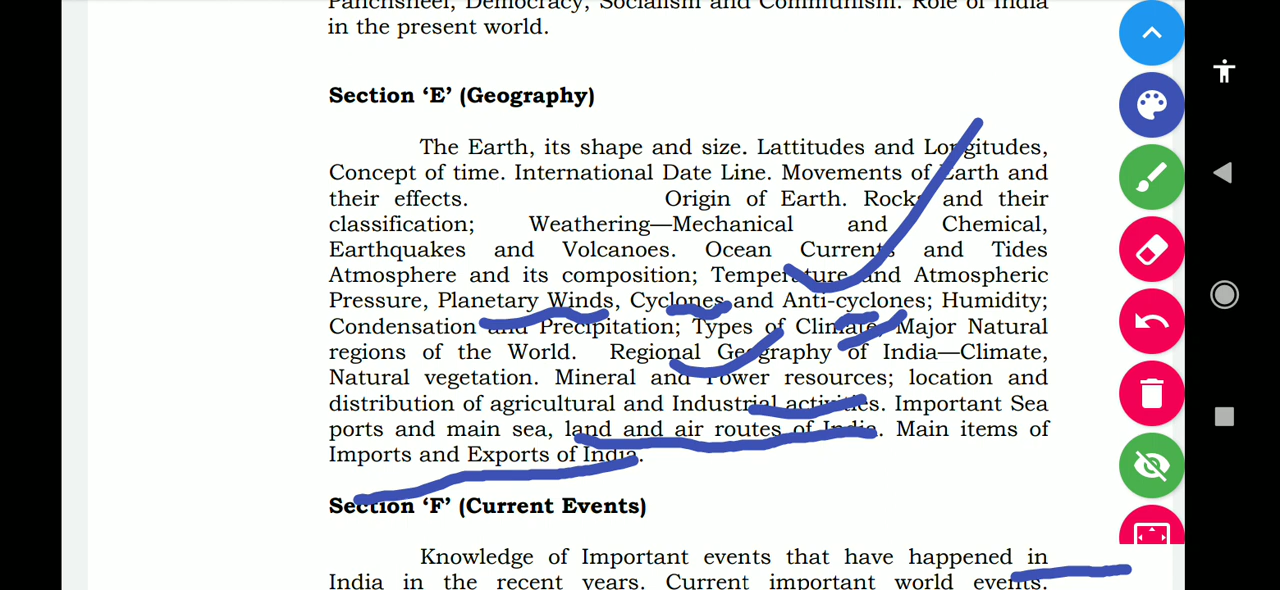 Panchsheel, Democracy, Socialism and Communism. Role of India
in the present world.
Section ‘E’ (Geography)
The Earth, its shape and size. Lattitudes and Longitudes,
Concept of time. International Date Line. Movements of Earth and
their effects. Origin of Earth. Rocks and their
classification; Weathering—Mechanical and Chemical,
Earthquakes and Volcanoes. Ocean Currents and Tides
Atmosphere and its composition; Temperature and Atmospheric
Pressure, Planetary Winds, Cyclones and Anti-cyclones; Humidity;
Condensation and Precipitation; Types of Climate, Major Natural
regions of the World. Regional Geography of India—Climate,
Natural vegetation. Mineral and Power resources; location and
distribution of agricultural and Industrial activities. Important Sea
ports and main sea, land and air routes of India. Main items of
Imports and Exports of India.
Section ‘F’ (Current Events)
Knowledge of Important events that have happened in
India in the recent years. Current important world events.